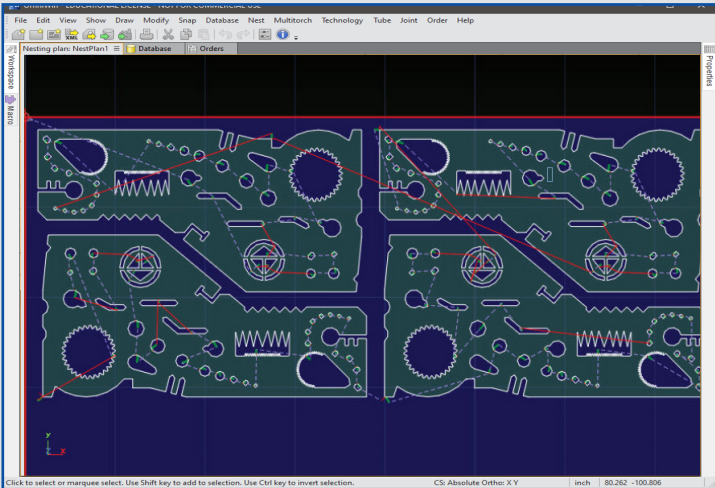 OmniWin - EDUCATIONAL LICENSE - NOT FOR COMMERCIAL USE
File Edit View Show Draw Modify Snap Database Nest Multitorch Technology Tube Joint Order Help
XML
Nesting plan: NestPlan1 Database Orders
Workspace
Macro
Properties
Y
Z X
Click to select or marquee select. Use Shift key to add to selection. Use Ctrl key to invert selection. CS: Absolute Ortho: X Y inch 80.262 -100.806